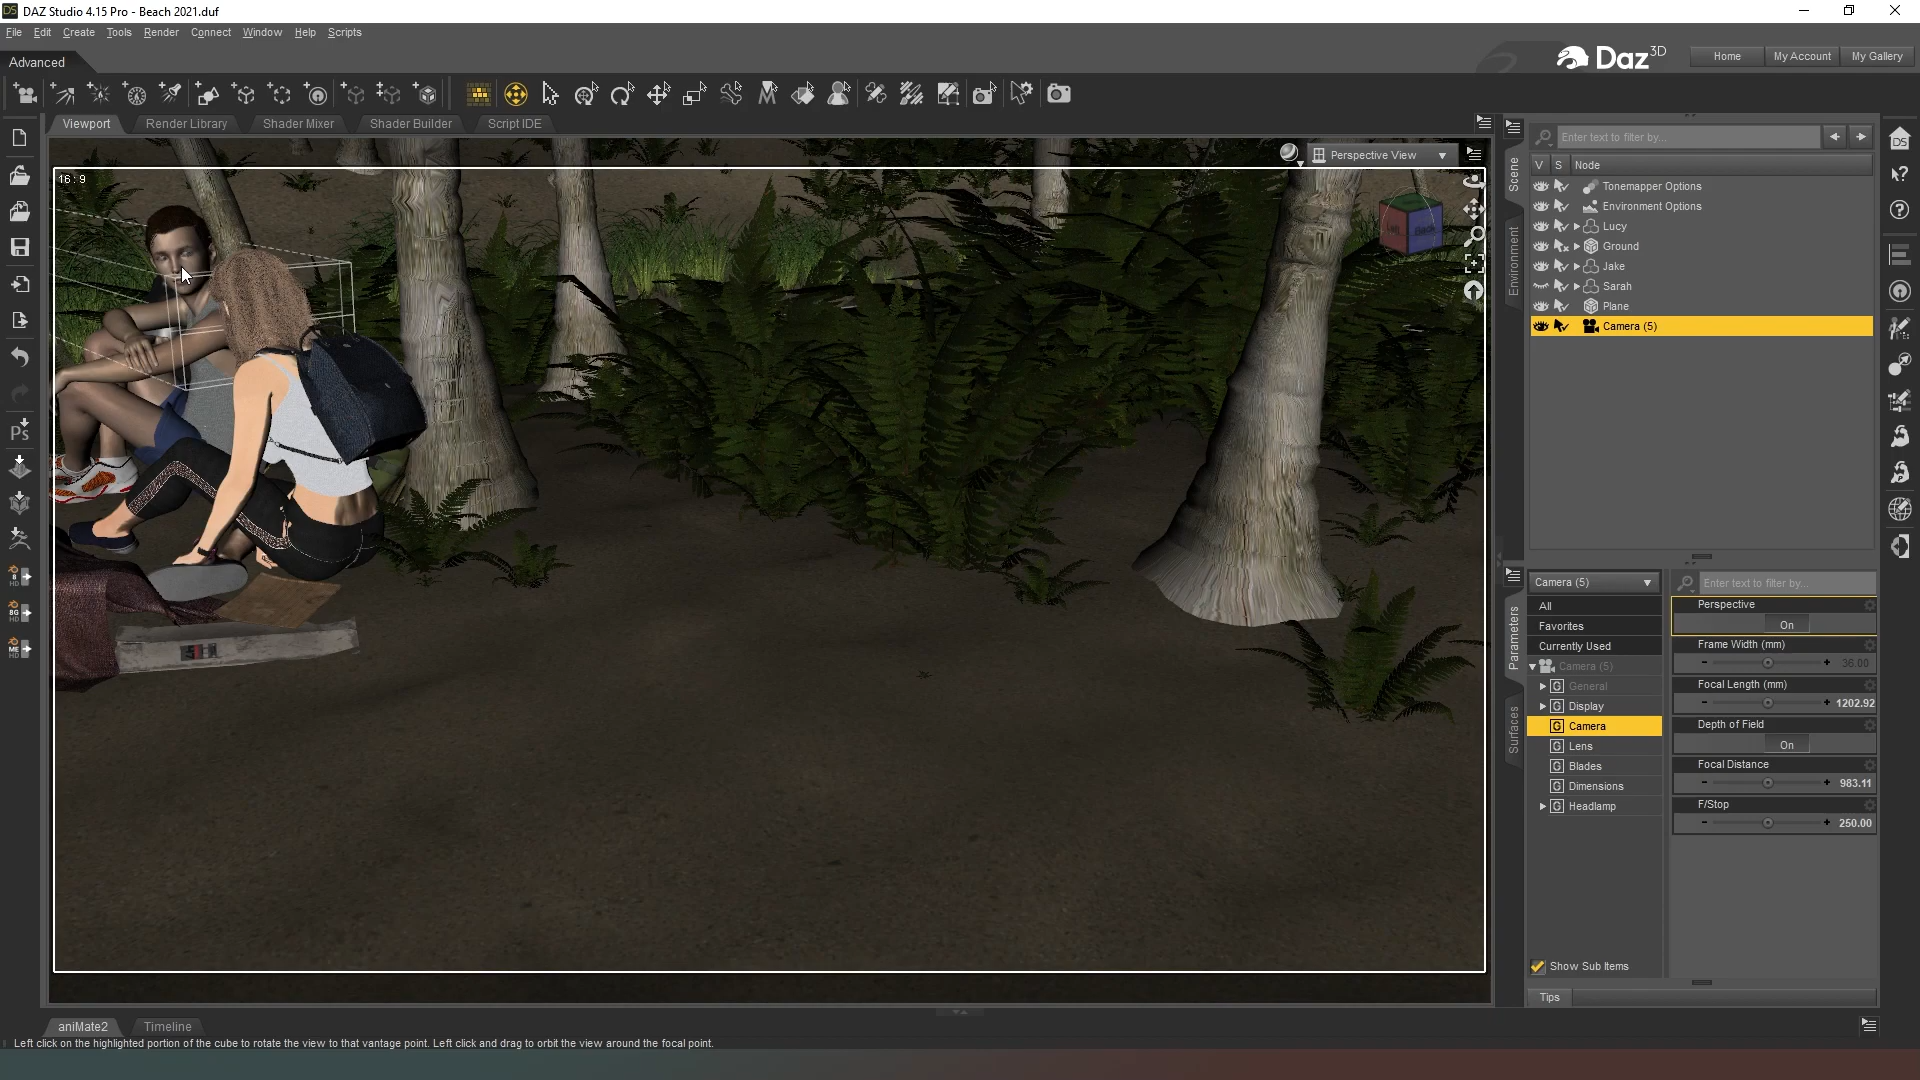 DAZ Studio 4.15 Pro - Beach 2021.duf
File Edit Create Tools Render Connect Window Help Scripts
Advanced
Daz 3D
Home My Account My Gallery
Viewport Render Library Shader Mixer Shader Builder Script IDE
16 : 9
Perspective View
Scene
Environment
Enter text to filter by...
V S Node
Tonemapper Options
Environment Options
Lucy
Ground
Jake
Sarah
Plane
Camera (5)
Parameters
Surfaces
Camera (5)
All
Favorites
Currently Used
Camera (5)
General
Display
Camera
Lens
Blades
Dimensions
Headlamp
Show Sub Items
Enter text to filter by...
Perspective
On
Frame Width (mm)
- + 36.00
Focal Length (mm)
- + 1202.92
Depth of Field
On
Focal Distance
- + 983.11
F/Stop
- + 250.00
Tips
aniMate2 Timeline
Left click on the highlighted portion of the cube to rotate the view to that vantage point. Left click and drag to orbit the view around the focal point.